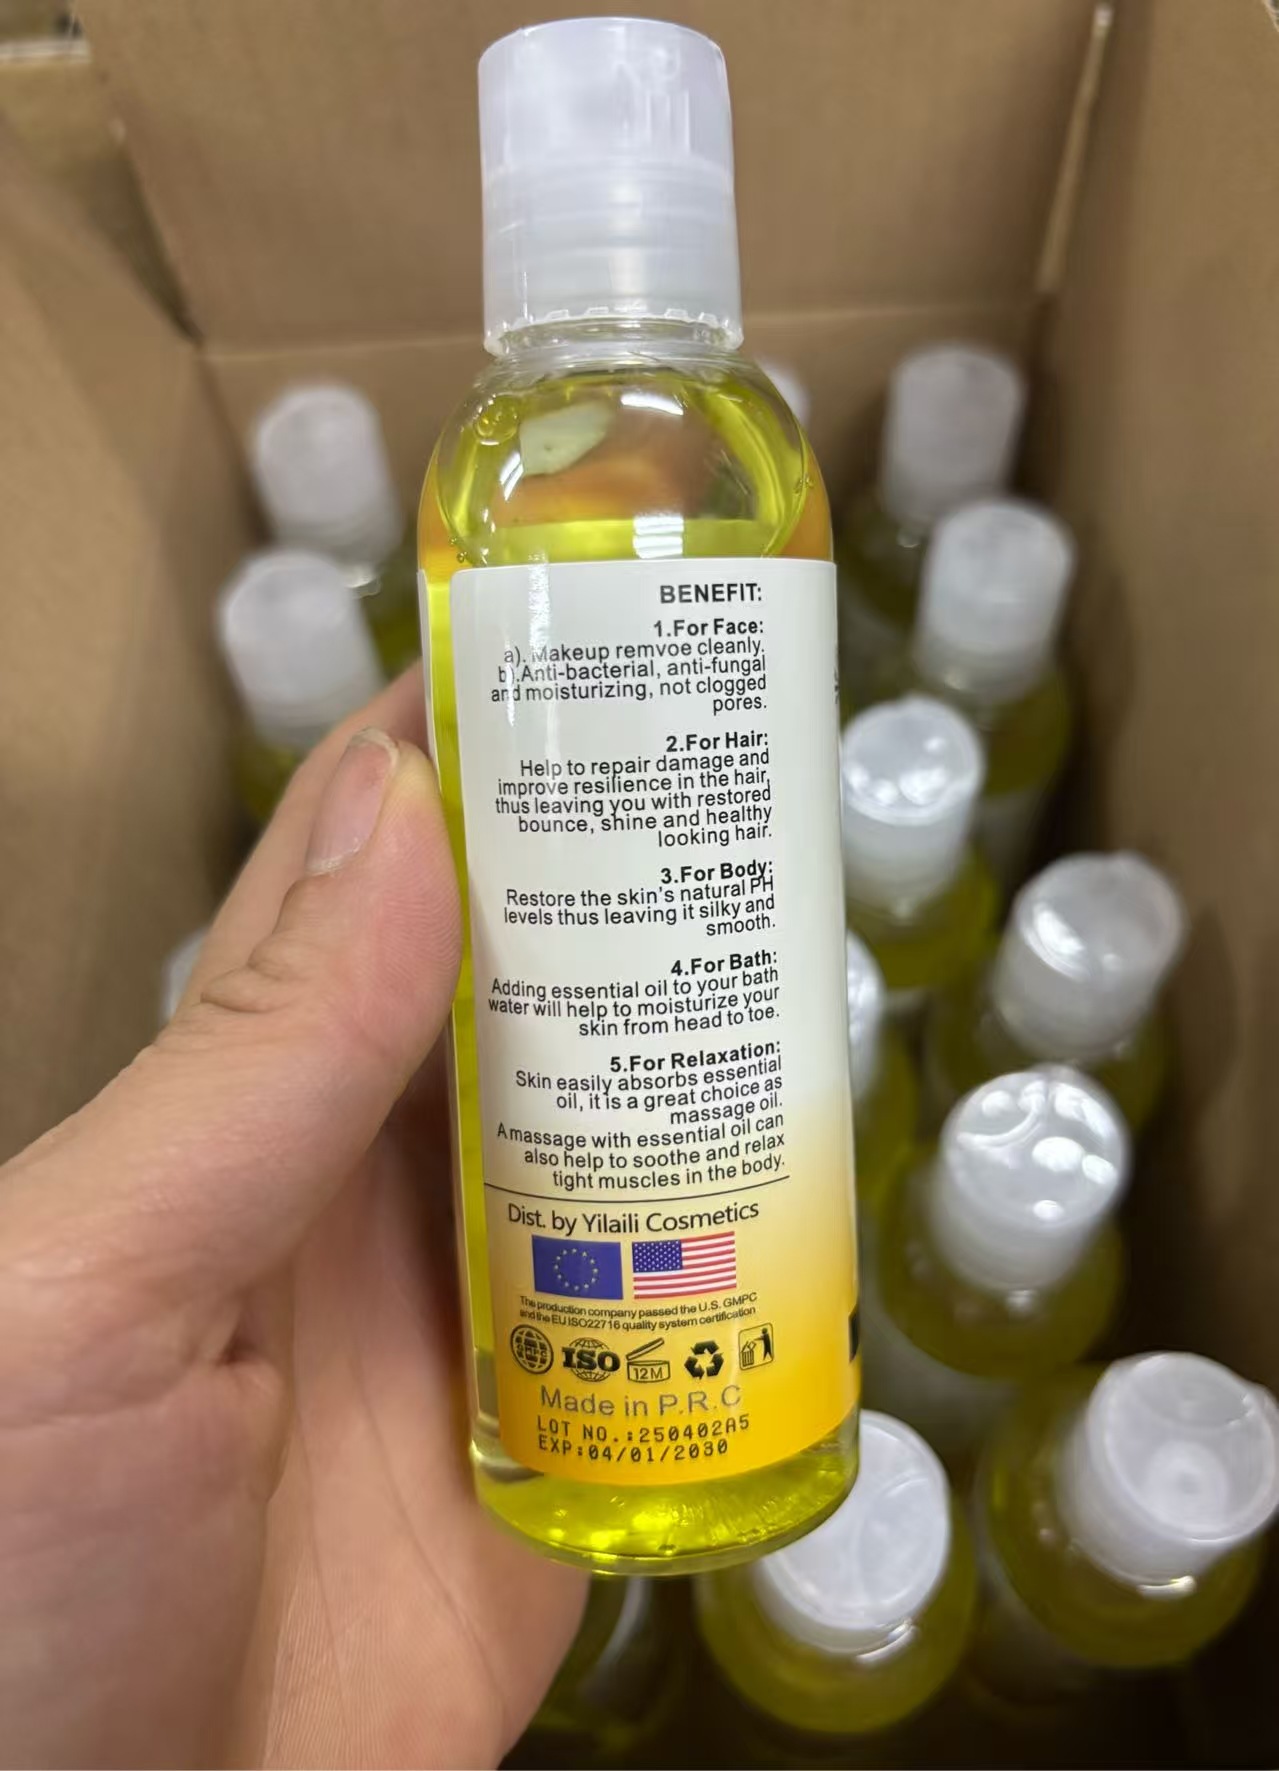 BENEFIT:
1.For Face:
a). Makeup remvoe cleanly.
b).Anti-bacterial, anti-fungal
and moisturizing, not clogged
pores.
2.For Hair:
Help to repair damage and
improve resilience in the hair,
thus leaving you with restored
bounce, shine and healthy
looking hair.
3.For Body:
Restore the skin's natural PH
levels thus leaving it silky and
smooth.
4.For Bath:
Adding essential oil to your bath
water will help to moisturize your
skin from head to toe.
5.For Relaxation:
Skin easily absorbs essential
oil, it is a great choice as
massage oil.
A massage with essential oil can
also help to soothe and relax
tight muscles in the body.
Dist. by Yilaili Cosmetics
The production company passed the U.S. GMPC
and the EU ISO22716 quality system certification
GMPC ISO 12M
Made in P.R.C
LOT NO.:250402A5
EXP:04/01/2030